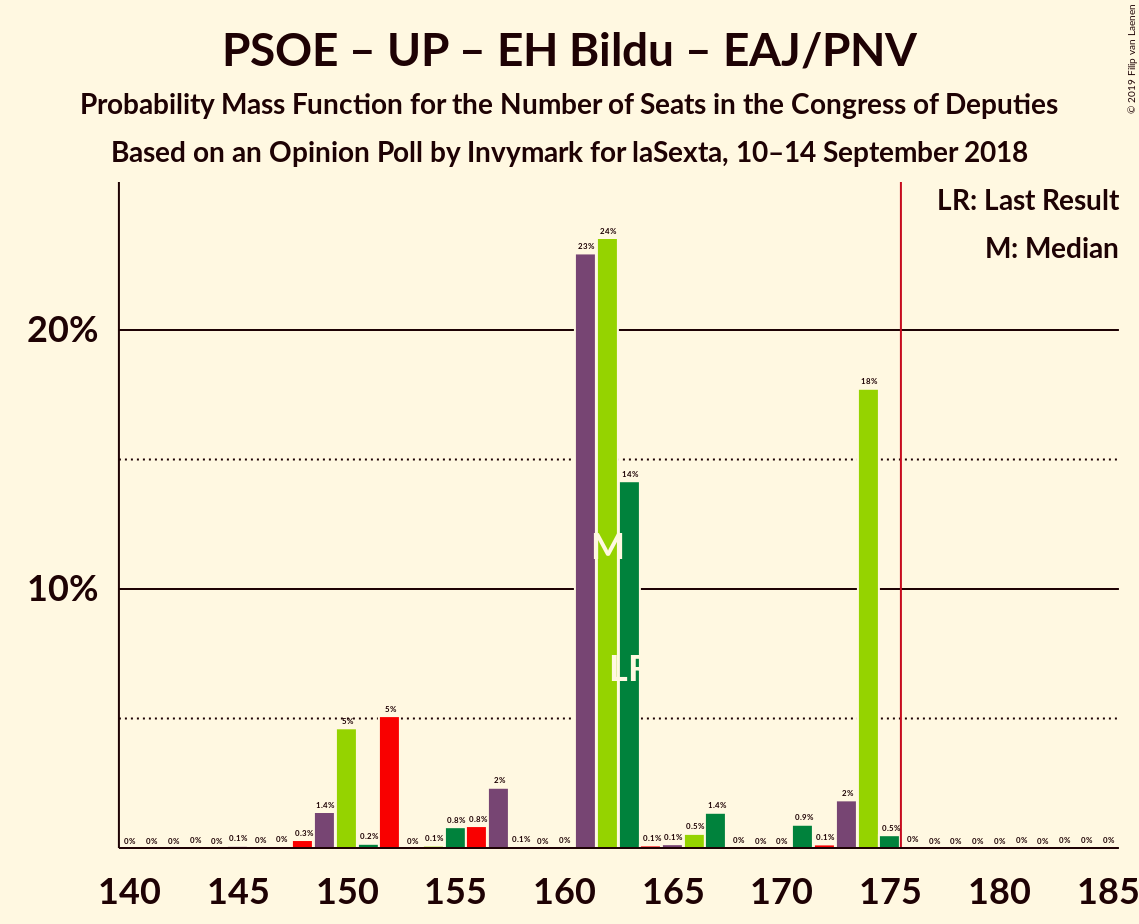 PSOE – UP – EH Bildu – EAJ/PNV
Probability Mass Function for the Number of Seats in the Congress of Deputies
Based on an Opinion Poll by Invymark for laSexta, 10–14 September 2018
© 2019 Filip van Laenen
LR: Last Result
M: Median
20%
10%
0% 0% 0% 0% 0% 0.1% 0% 0% 0.3% 1.4% 5% 0.2% 5% 0% 0.1% 0.8% 0.8% 2% 0.1% 0% 0% 23% 24% 14% 0.1% 0.1% 0.5% 1.4% 0% 0% 0% 0.9% 0.1% 2% 18% 0.5% 0% 0% 0% 0% 0% 0% 0% 0% 0% 0%
M
LR
140 145 150 155 160 165 170 175 180 185